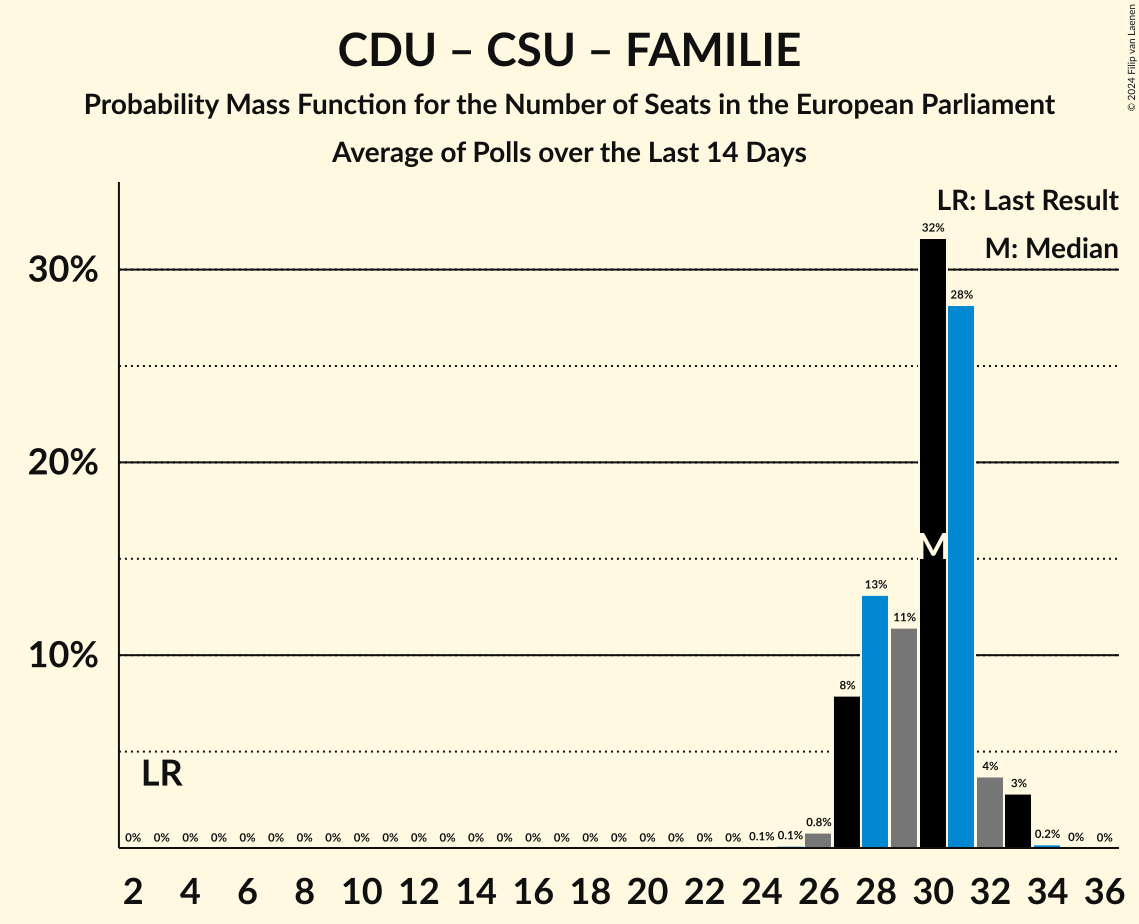 © 2024 Filip van Laenen
CDU – CSU – FAMILIE
Probability Mass Function for the Number of Seats in the European Parliament
Average of Polls over the Last 14 Days
LR: Last Result
M: Median
32%
30%
28%
20%
M
13%
11%
10%
8%
LR
4%
3%
0% 0% 0% 0% 0% 0% 0% 0% 0% 0% 0% 0% 0% 0% 0% 0% 0% 0% 0% 0% 0% 0% 0.1% 0.1% 0.8% 0.2% 0% 0%
2 4 6 8 10 12 14 16 18 20 22 24 26 28 30 32 34 36